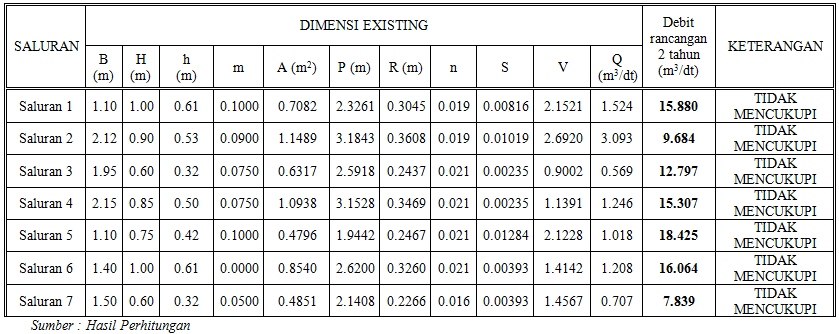 SALURAN DIMENSI EXISTING Debit rancangan 2 tahun (m³/dt) KETERANGAN
B (m) H (m) h (m) m A (m²) P (m) R (m) n S V Q (m³/dt)
Saluran 1 1.10 1.00 0.61 0.1000 0.7082 2.3261 0.3045 0.019 0.00816 2.1521 1.524 15.880 TIDAK MENCUKUPI
Saluran 2 2.12 0.90 0.53 0.0900 1.1489 3.1843 0.3608 0.019 0.01019 2.6920 3.093 9.684 TIDAK MENCUKUPI
Saluran 3 1.95 0.60 0.32 0.0750 0.6317 2.5918 0.2437 0.021 0.00235 0.9002 0.569 12.797 TIDAK MENCUKUPI
Saluran 4 2.15 0.85 0.50 0.0750 1.0938 3.1528 0.3469 0.021 0.00235 1.1391 1.246 15.307 TIDAK MENCUKUPI
Saluran 5 1.10 0.75 0.42 0.1000 0.4796 1.9442 0.2467 0.021 0.01284 2.1228 1.018 18.425 TIDAK MENCUKUPI
Saluran 6 1.40 1.00 0.61 0.0000 0.8540 2.6200 0.3260 0.021 0.00393 1.4142 1.208 16.064 TIDAK MENCUKUPI
Saluran 7 1.50 0.60 0.32 0.0500 0.4851 2.1408 0.2266 0.016 0.00393 1.4567 0.707 7.839 TIDAK MENCUKUPI
Sumber : Hasil Perhitungan